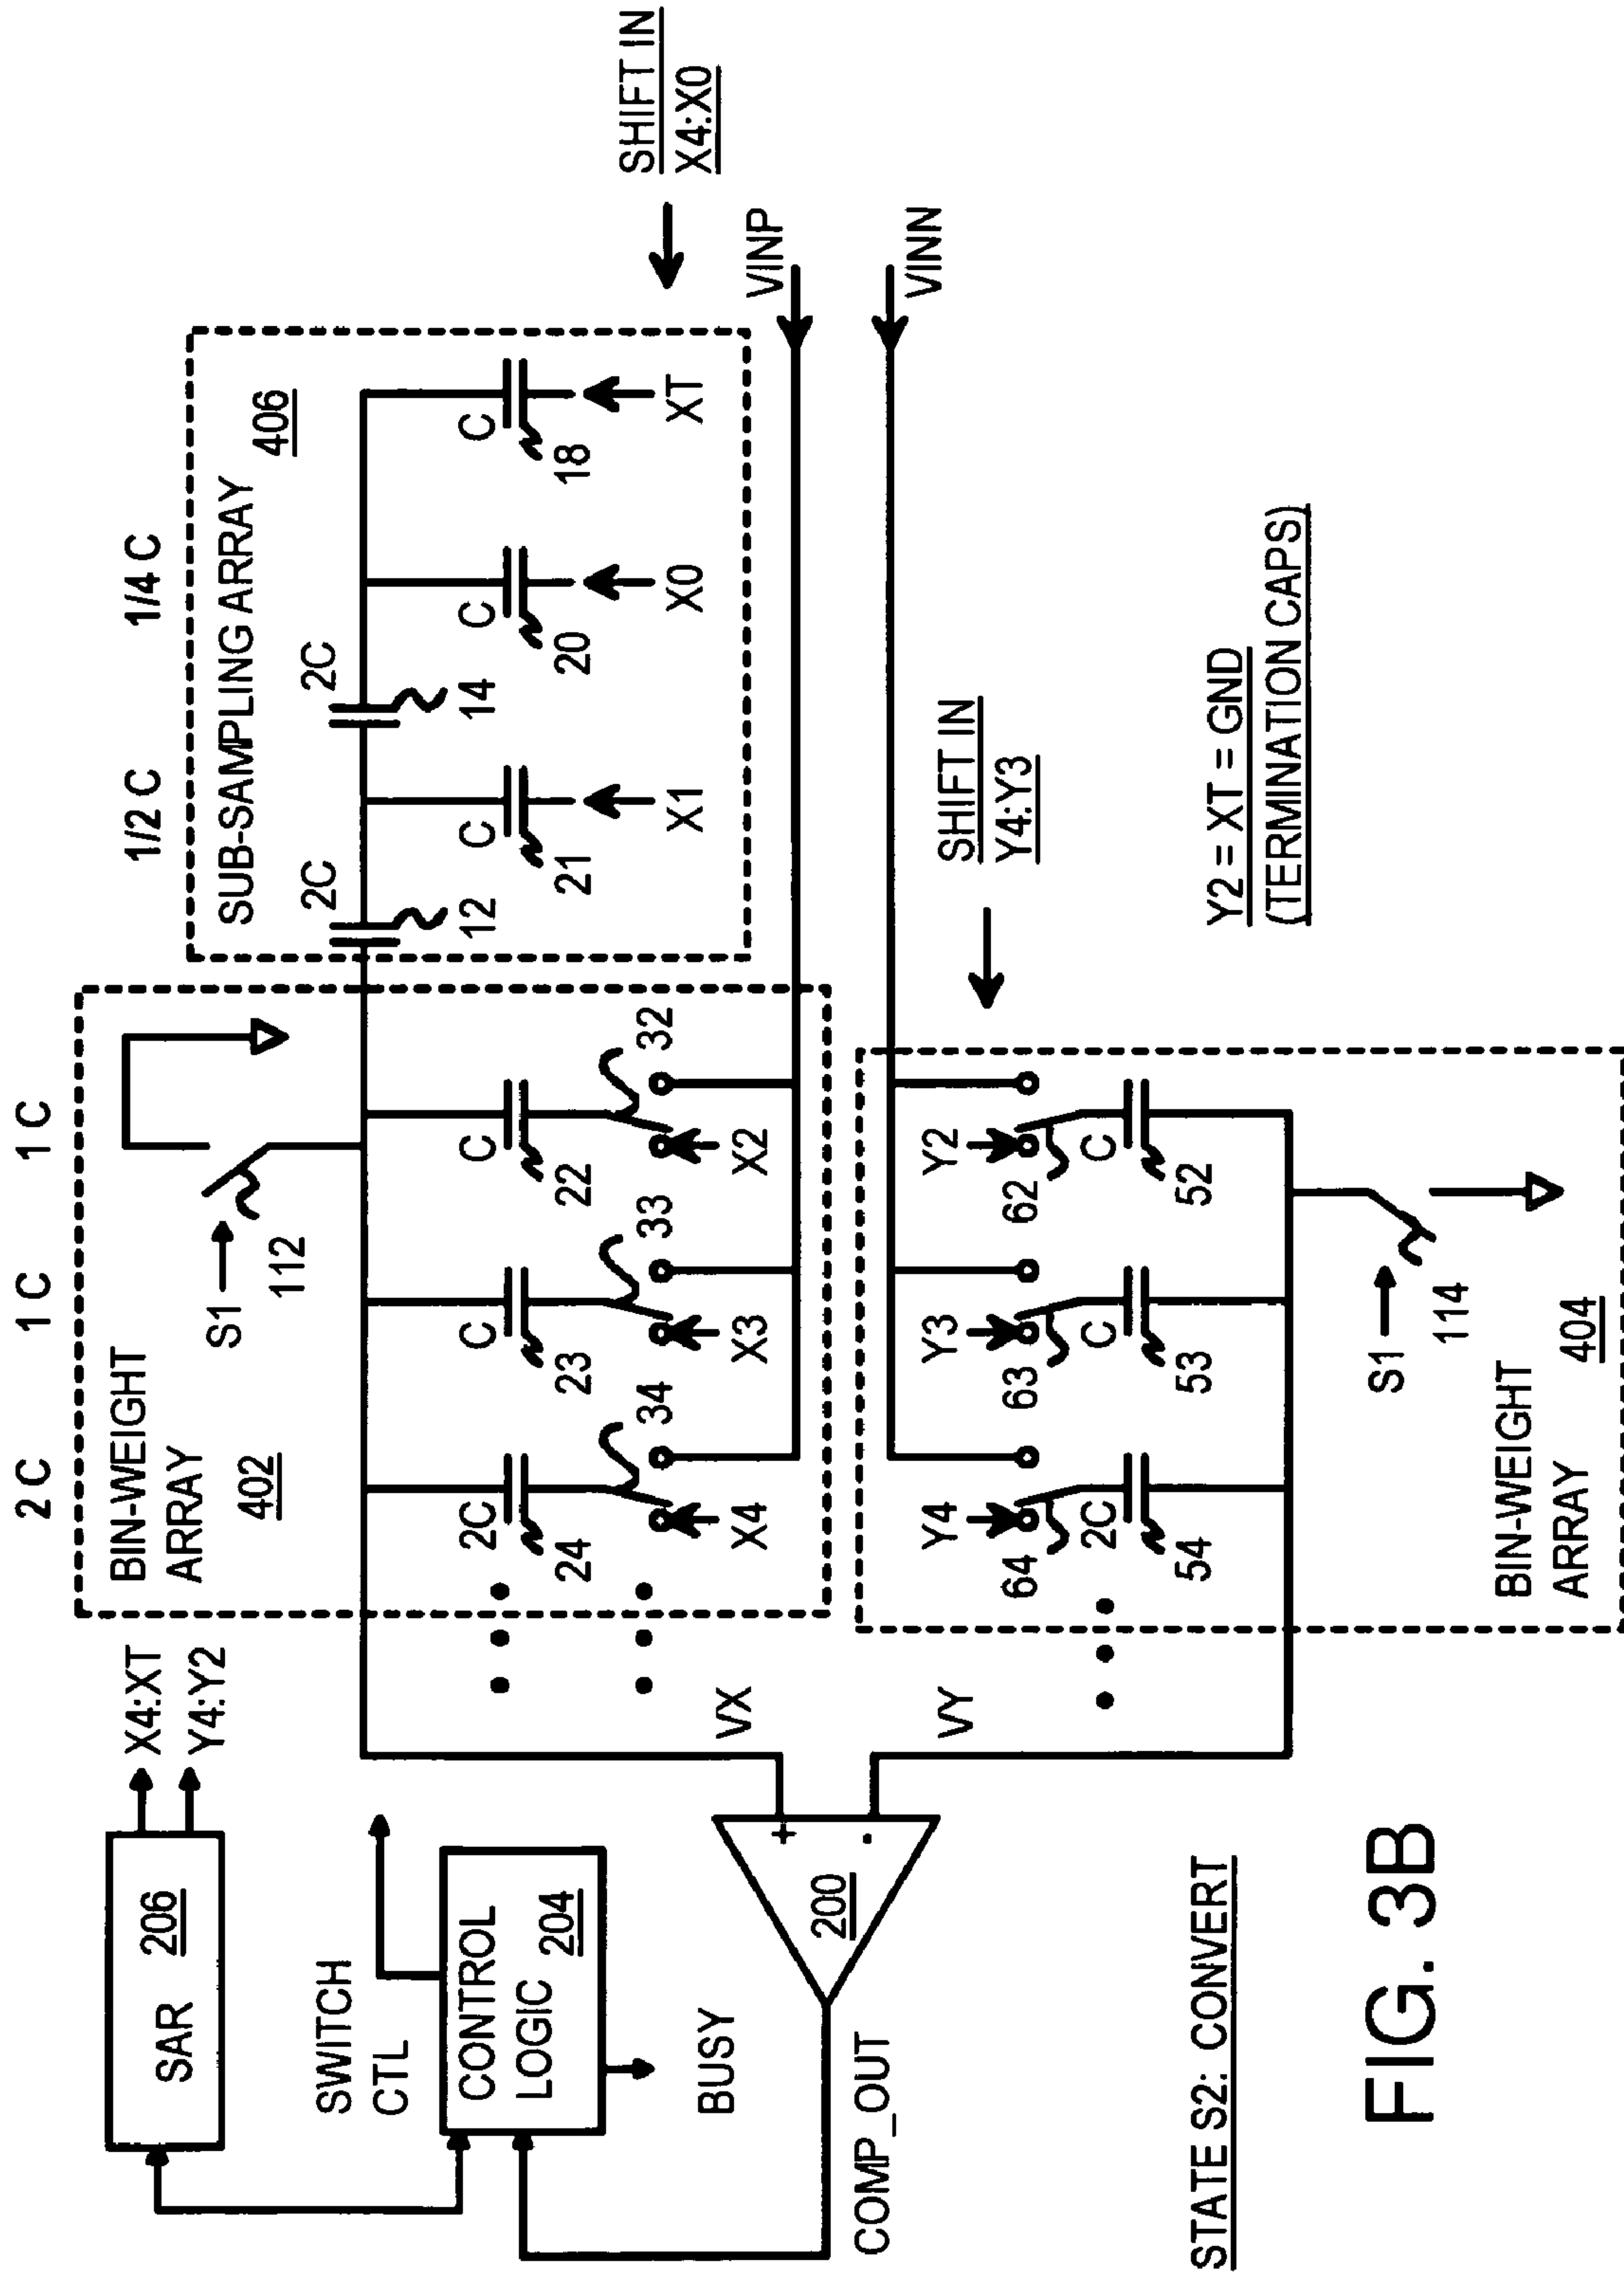 2 C
1 C
1 C
1/2 C
1/4 C
X4:XT
Y4:Y2
SAR
206
SWITCH
CTL
CONTROL
LOGIC
204
BUSY
COMP_OUT
200
+
-
VX
VY
BIN-WEIGHT
ARRAY
402
S1
112
2C
24
C
23
C
22
34
33
32
X4
X3
X2
SUB-SAMPLING ARRAY
406
2C
12
2C
14
C
21
C
20
C
18
X1
X0
XT
SHIFT IN
X4:X0
VINP
VINN
SHIFT IN
Y4:Y3
Y4
Y3
Y2
64
63
62
2C
54
C
53
C
52
S1
114
BIN-WEIGHT
ARRAY
404
Y2 = XT = GND
(TERMINATION CAPS)
STATE S2: CONVERT
FIG. 3B